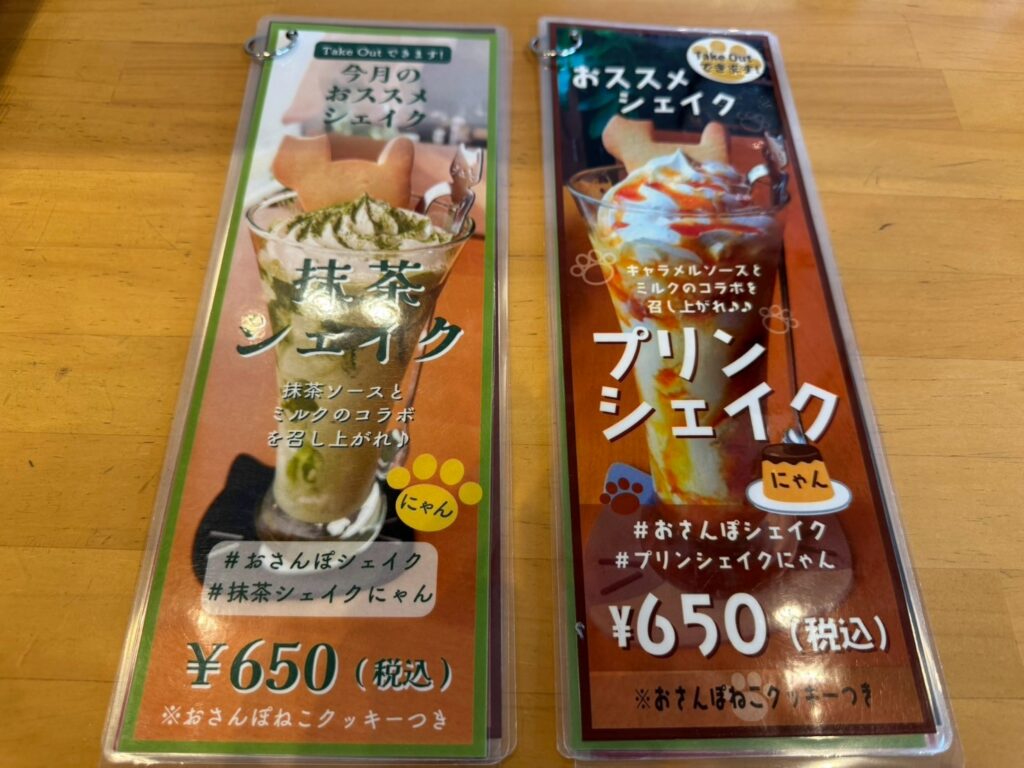 Take Out できます!
今月の
おススメ
シェイク
抹茶
シェイク
抹茶ソースと
ミルクのコラボ
を召し上がれ♪
にゃん
#おさんぽシェイク
#抹茶シェイクにゃん
¥650(税込)
※おさんぽねこクッキーつき
Take Out
できます!
おススメ
シェイク
キャラメルソースと
ミルクのコラボを
召し上がれ♪♪
プリン
シェイク
にゃん
#おさんぽシェイク
#プリンシェイクにゃん
¥650(税込)
※おさんぽねこクッキーつき